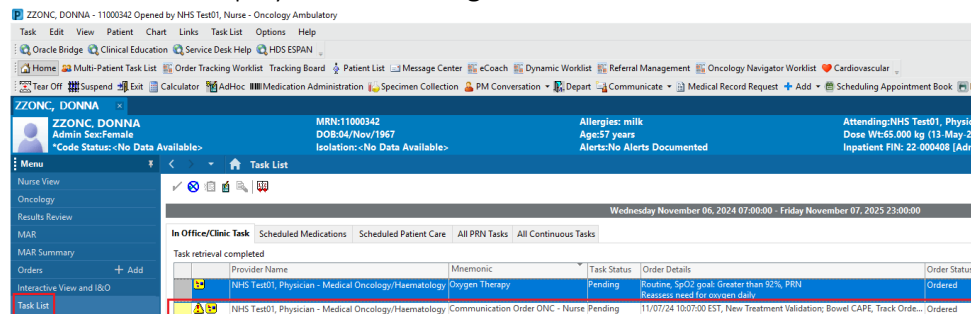 ZZONC, DONNA - 11000342 Opened by NHS Test01, Nurse - Oncology Ambulatory
Task Edit View Patient Chart Links Task List Options Help
Oracle Bridge Clinical Education Service Desk Help HDS ESPAN
Home Multi-Patient Task List Order Tracking Worklist Tracking Board Patient List Message Center eCoach Dynamic Worklist Referral Management Oncology Navigator Worklist Cardiovascular
Tear Off Suspend Exit Calculator AdHoc Medication Administration Specimen Collection PM Conversation Depart Communicate Medical Record Request Add Scheduling Appointment Book
ZZONC, DONNA
ZZONC, DONNA MRN:11000342 Allergies: milk Attending:NHS Test01, Physic
Admin Sex:Female DOB:04/Nov/1967 Age:57 years Dose Wt:65.000 kg (13-May-2
*Code Status:<No Data Available> Isolation:<No Data Available> Alerts:No Alerts Documented Inpatient FIN: 22-000408 [Adr
Menu Task List
Nurse View
Oncology
Results Review
MAR
MAR Summary
Orders + Add
Interactive View and I&O
Task List
Wednesday November 06, 2024 07:00:00 - Friday November 07, 2025 23:00:00
In Office/Clinic Task Scheduled Medications Scheduled Patient Care All PRN Tasks All Continuous Tasks
Task retrieval completed
Provider Name Mnemonic Task Status Order Details Order Status
NHS Test01, Physician - Medical Oncology/Haematology Oxygen Therapy Pending Routine, SpO2 goal: Greater than 92%, PRN Ordered
Reassess need for oxygen daily
NHS Test01, Physician - Medical Oncology/Haematology Communication Order ONC - Nurse Pending 11/07/24 10:07:00 EST, New Treatment Validation; Bowel CAPE, Track Orde... Ordered